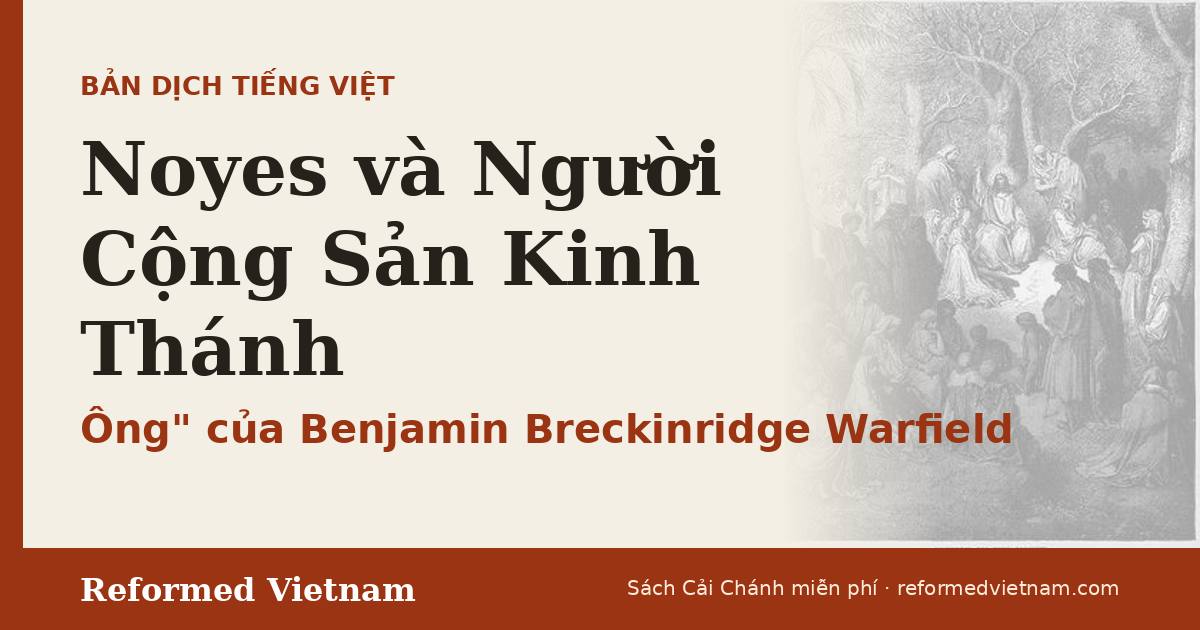 BẢN DỊCH TIẾNG VIỆT
Noyes và Người
Cộng Sản Kinh
Thánh
Ông" của Benjamin Breckinridge Warfield
Reformed Vietnam
Sách Cải Chánh miễn phí · reformedvietnam.com